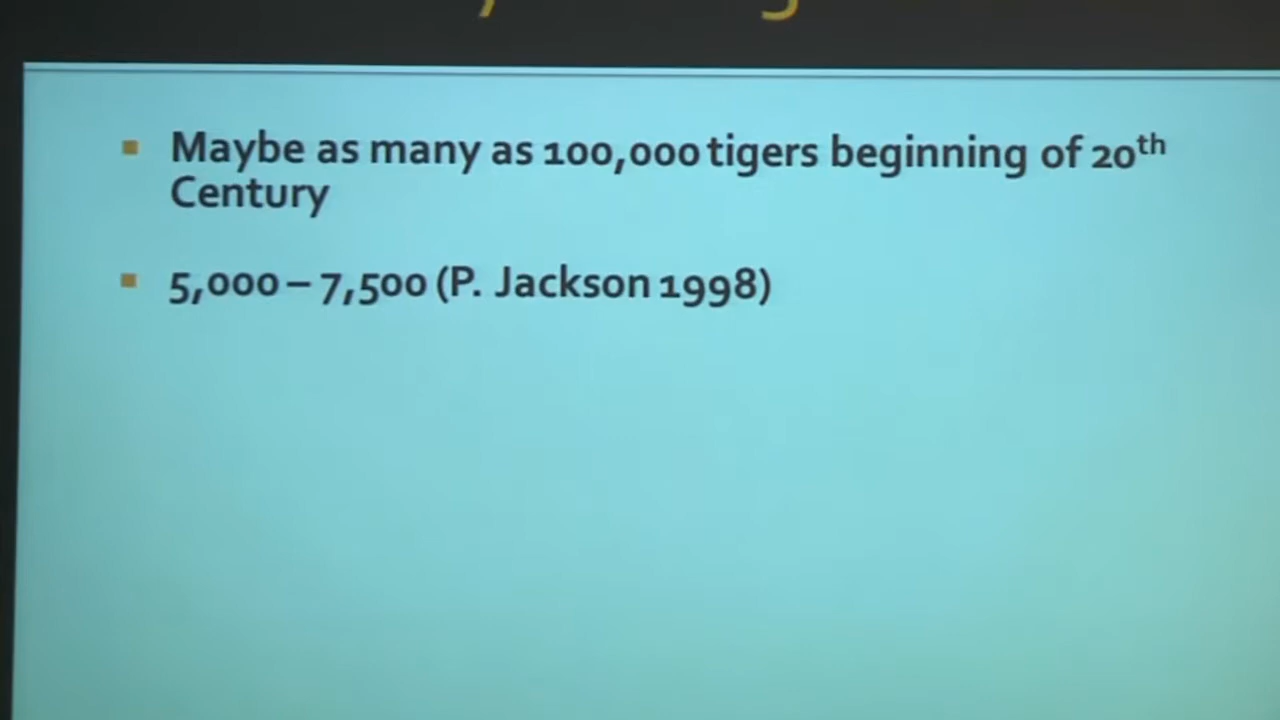 Maybe as many as 100,000 tigers beginning of 20th
Century
5,000 – 7,500 (P. Jackson 1998)